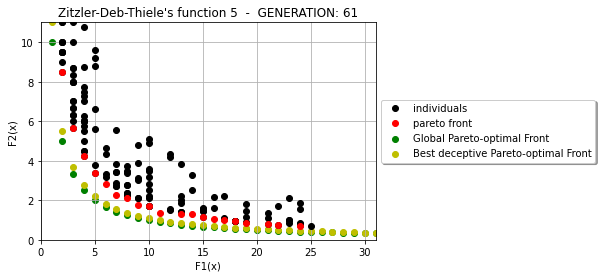 Zitzler-Deb-Thiele's function 5 - GENERATION: 61
F2(x)
10
8
6
4
2
0
0 5 10 15 20 25 30
F1(x)
individuals
pareto front
Global Pareto-optimal Front
Best deceptive Pareto-optimal Front